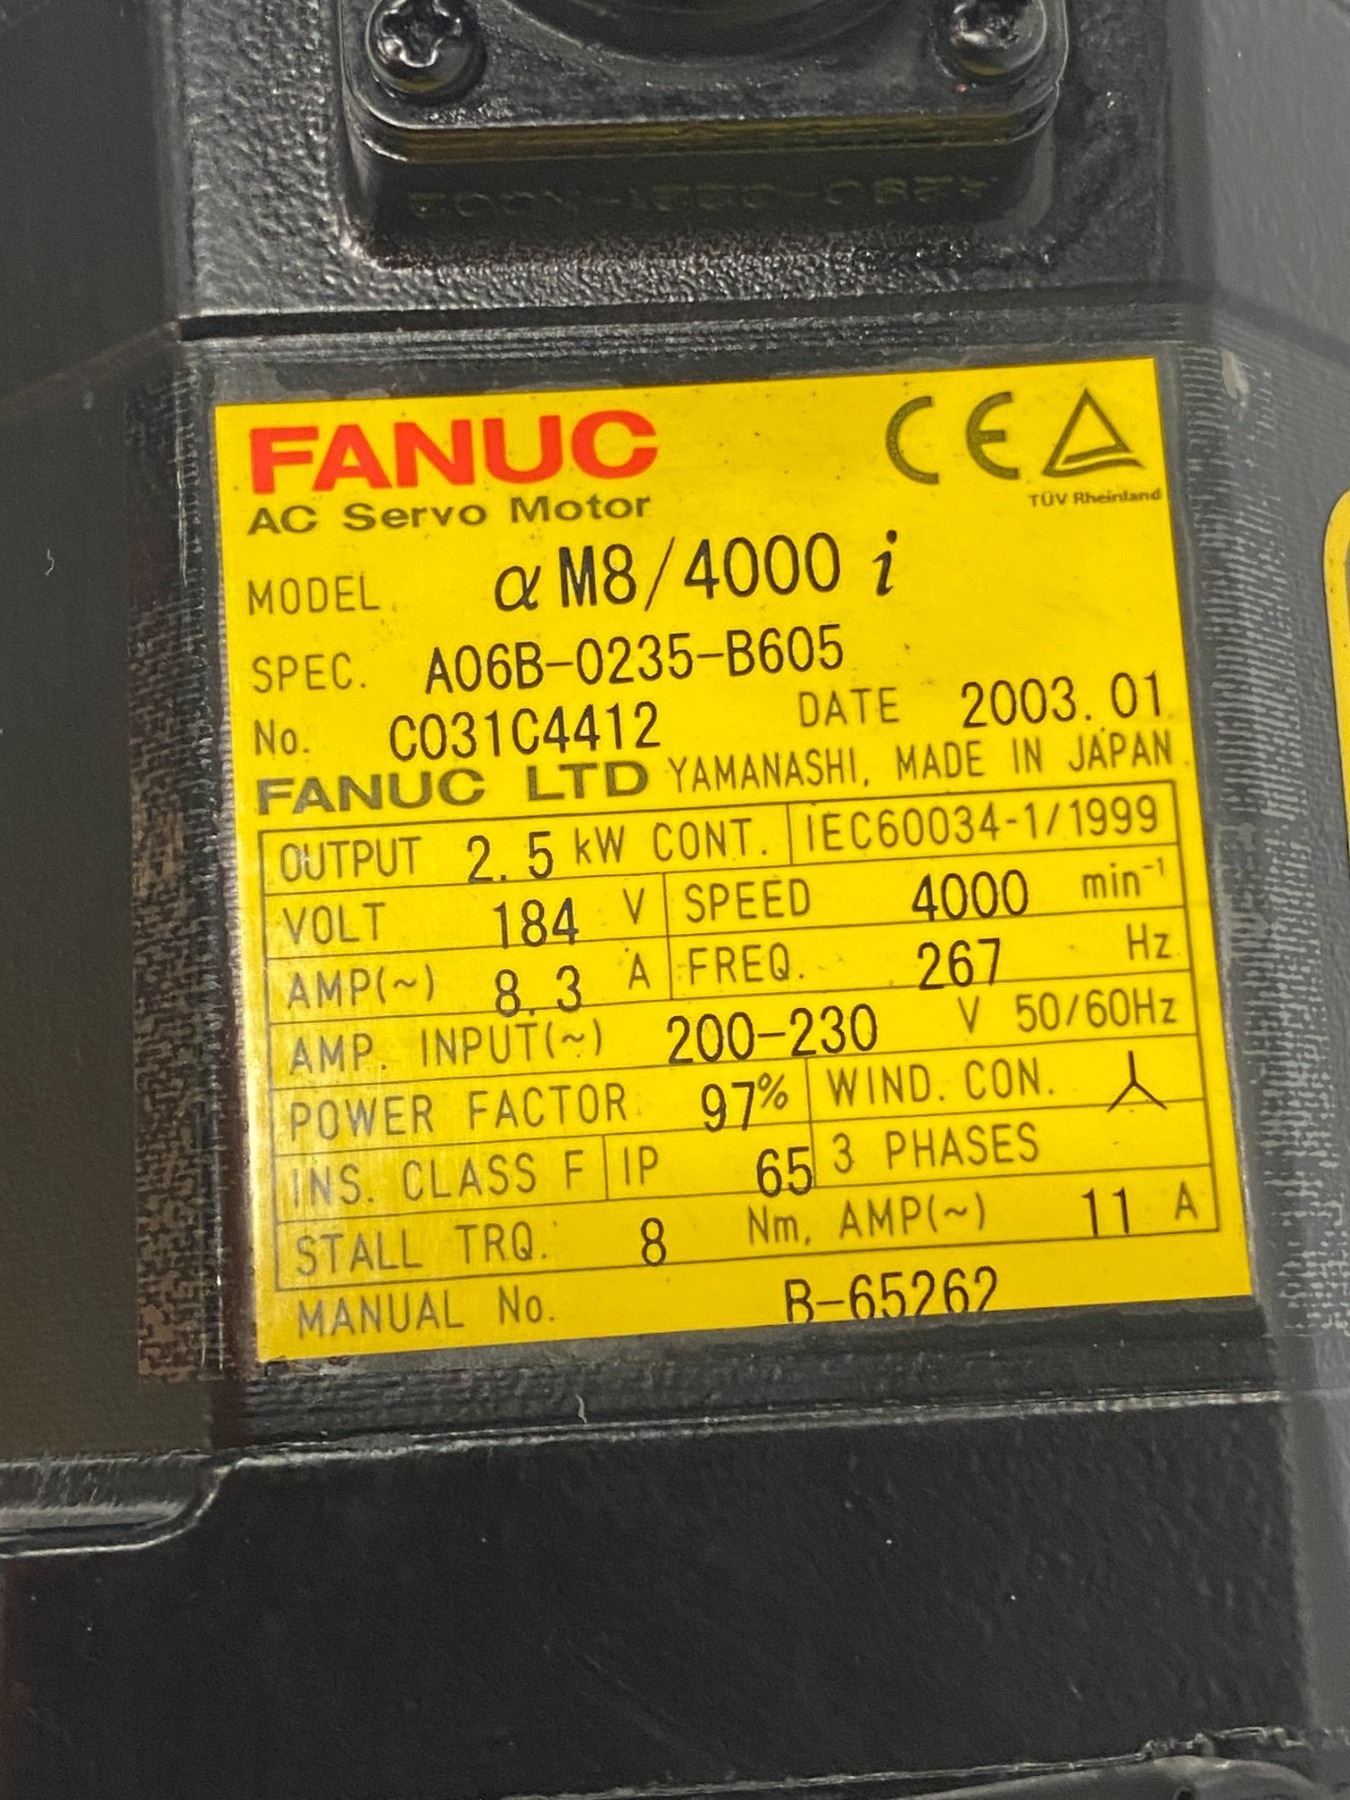 FANUC
AC Servo Motor
TÜV Rheinland
MODEL αM8/4000 i
SPEC. A06B-0235-B605
No. C031C4412 DATE 2003.01
FANUC LTD YAMANASHI, MADE IN JAPAN
OUTPUT 2.5 kW CONT. IEC60034-1/1999
VOLT 184 V SPEED 4000 min⁻¹
AMP(~) 8.3 A FREQ. 267 Hz
AMP. INPUT(~) 200-230 V 50/60Hz
POWER FACTOR 97% WIND. CON.
INS. CLASS F IP 65 3 PHASES
STALL TRQ. 8 Nm, AMP(~) 11 A
MANUAL No. B-65262